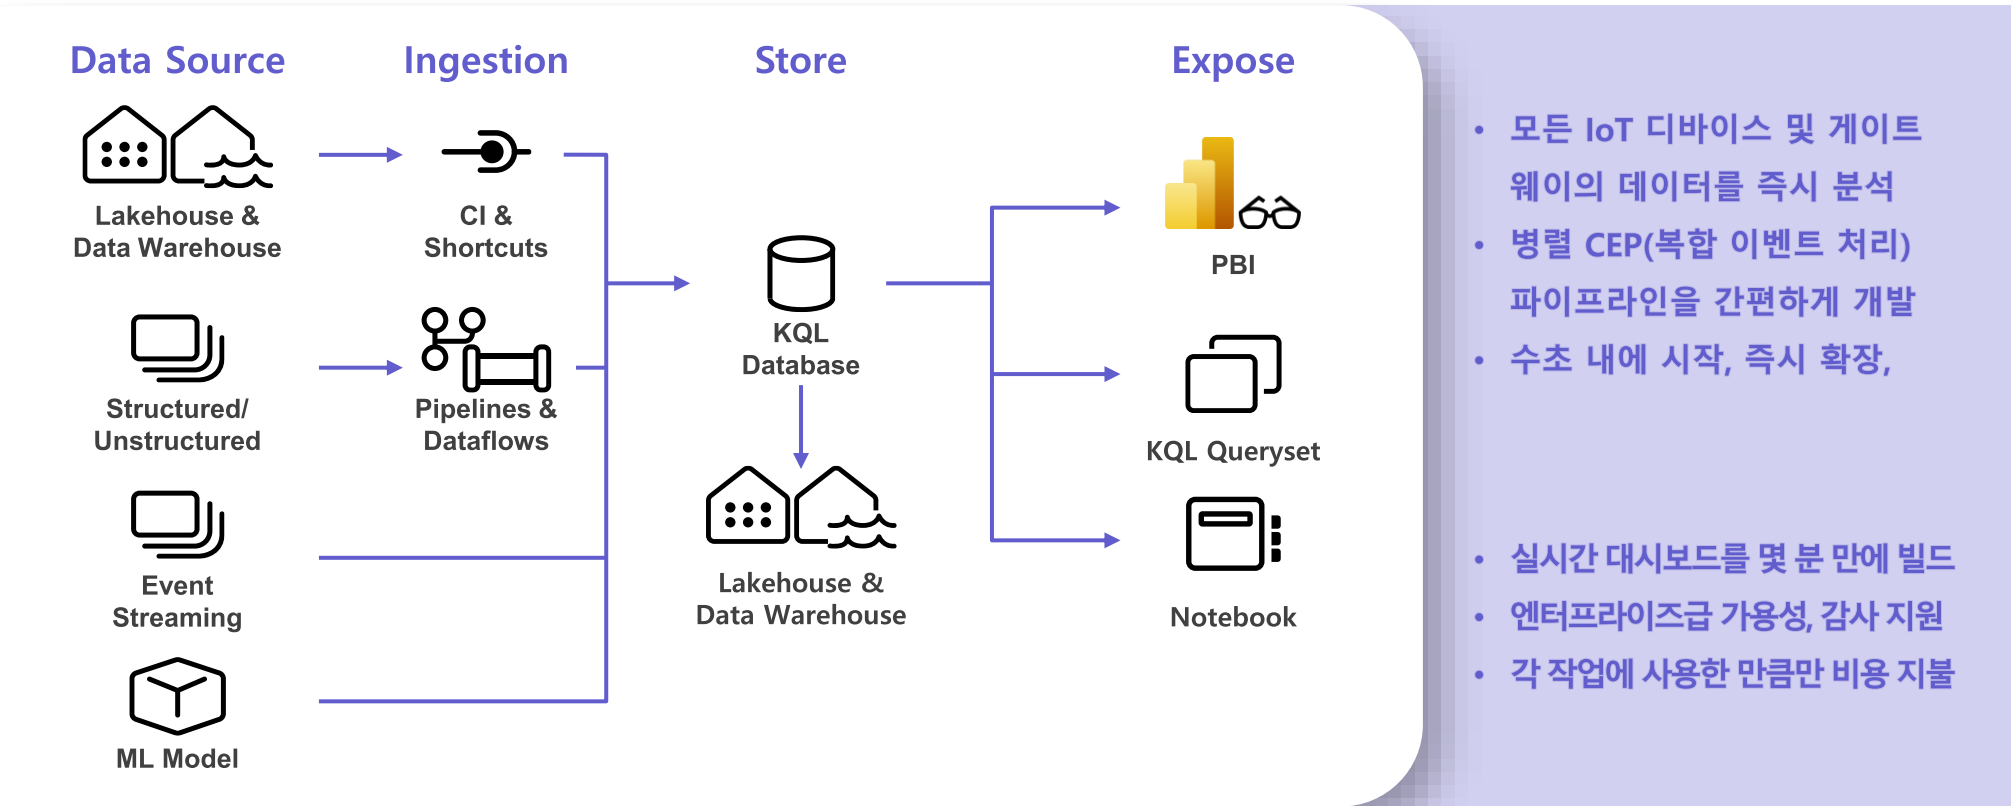 Data Source
Ingestion
Store
Expose
Lakehouse &
Data Warehouse
CI &
Shortcuts
Structured/
Unstructured
Pipelines &
Dataflows
Event
Streaming
ML Model
KQL
Database
Lakehouse &
Data Warehouse
PBI
KQL Queryset
Notebook
• 모든 IoT 디바이스 및 게이트
웨이의 데이터를 즉시 분석
• 병렬 CEP(복합 이벤트 처리)
파이프라인을 간편하게 개발
• 수초 내에 시작, 즉시 확장,
• 실시간 대시보드를 몇 분 만에 빌드
• 엔터프라이즈급 가용성, 감사 지원
• 각 작업에 사용한 만큼만 비용 지불